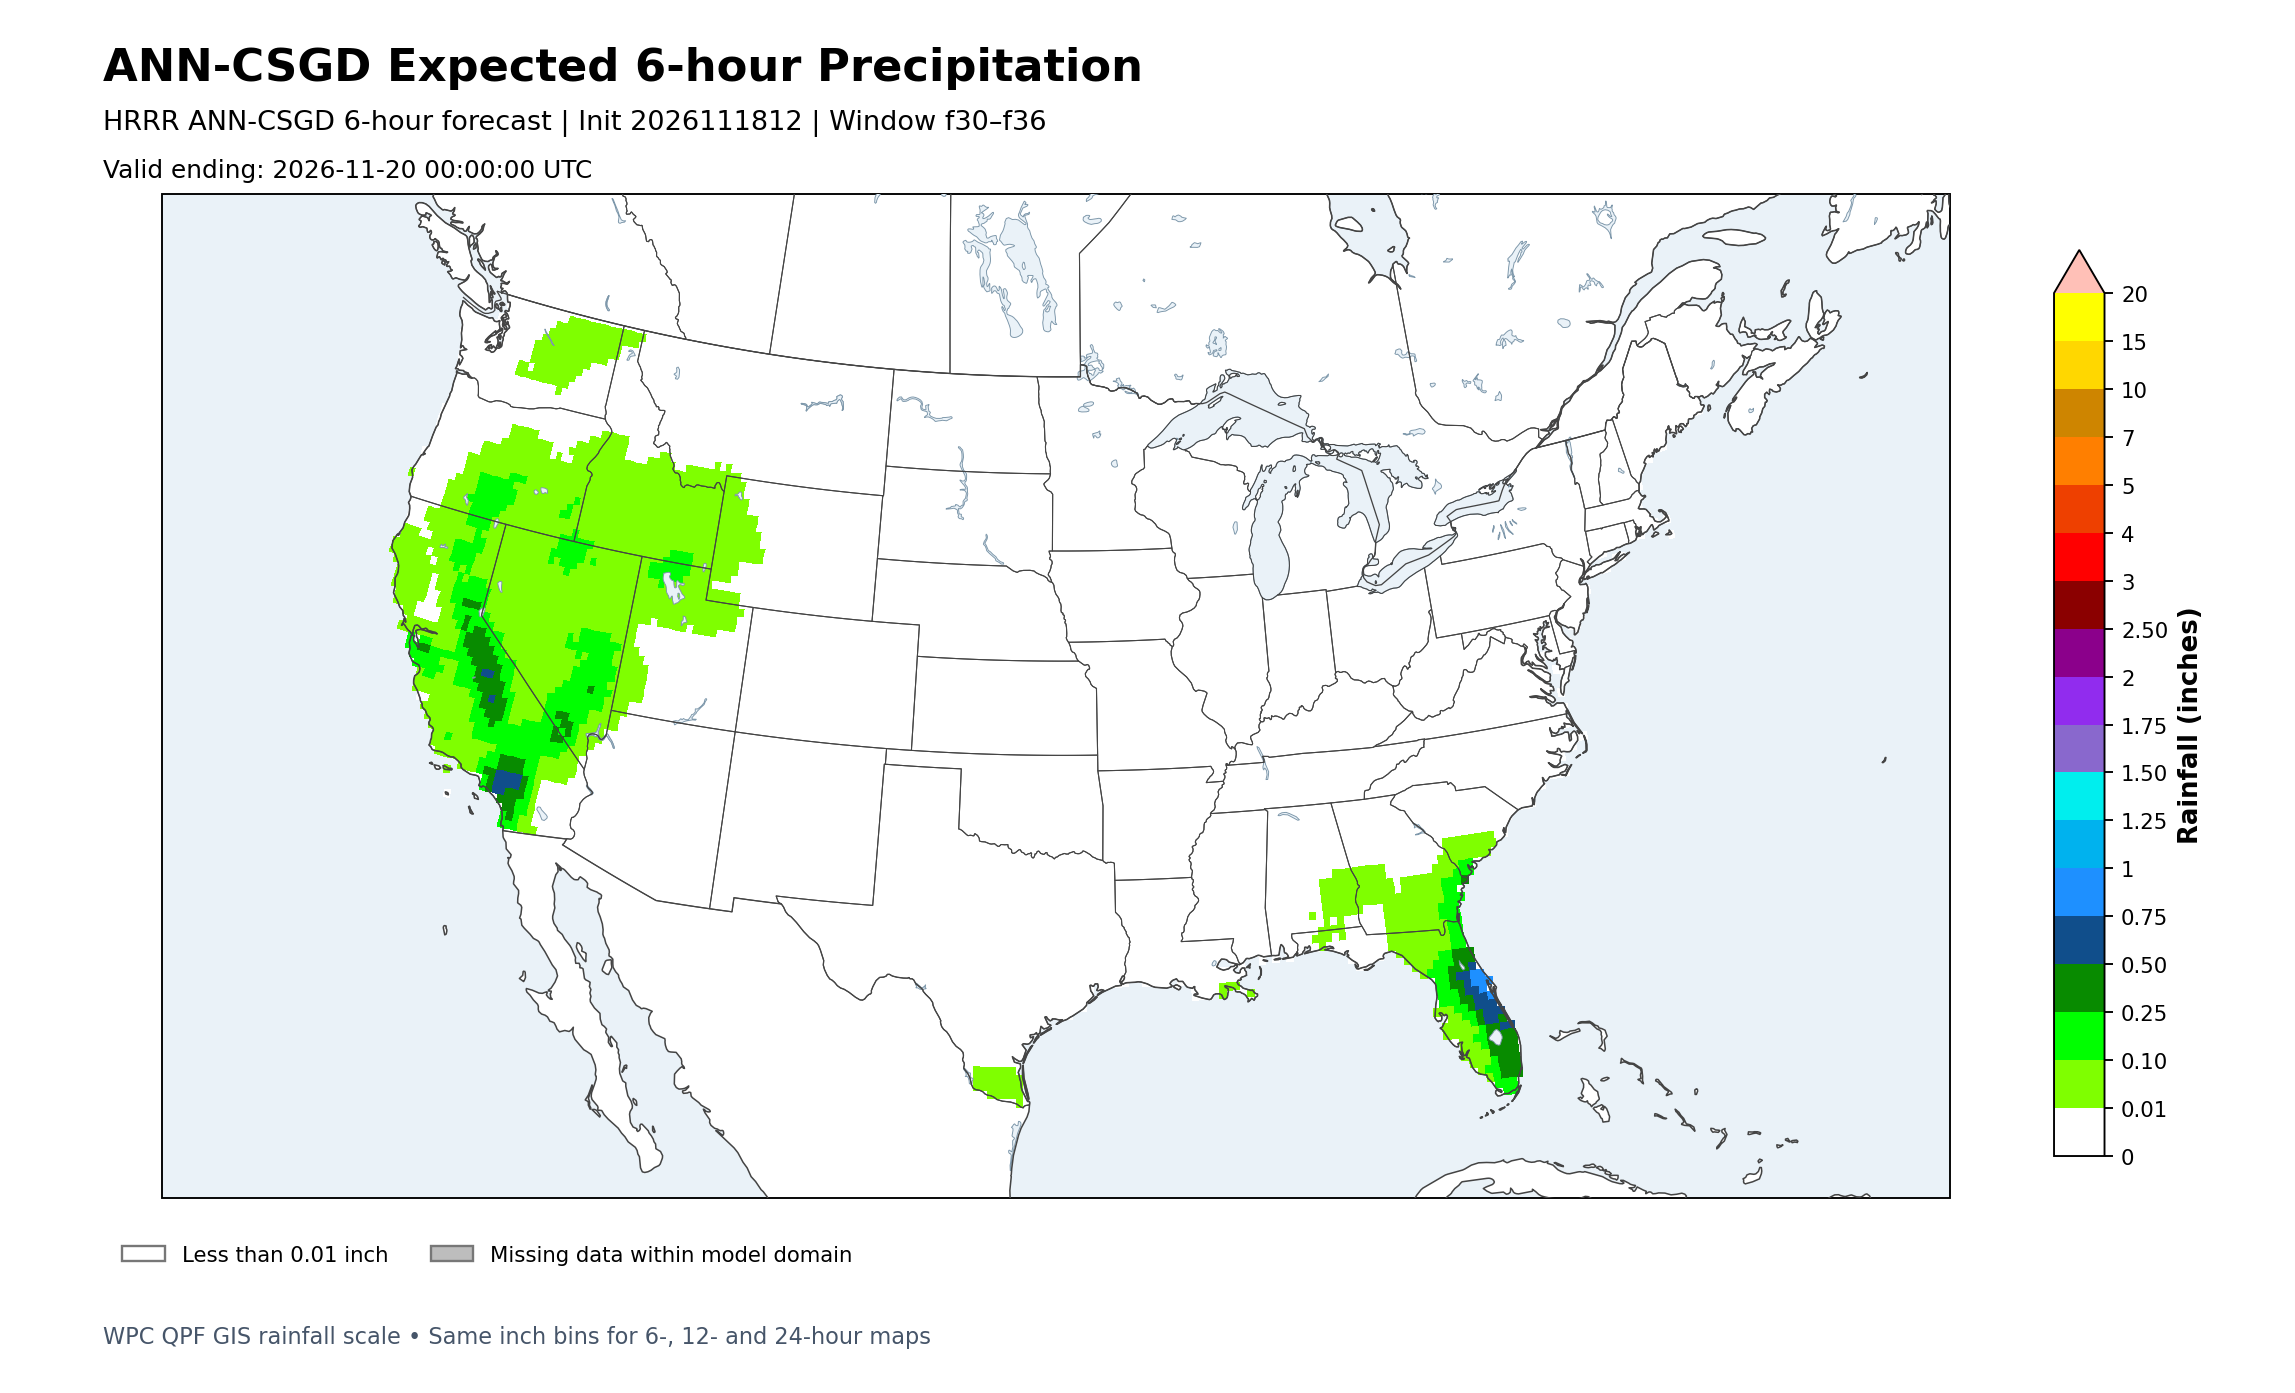 ANN-CSGD Expected 6-hour Precipitation
HRRR ANN-CSGD 6-hour forecast | Init 2026111812 | Window f30–f36
Valid ending: 2026-11-20 00:00:00 UTC
20
15
10
7
5
4
3
2.50
2
1.75
1.50
1.25
1
0.75
0.50
0.25
0.10
0.01
0
Rainfall (inches)
Less than 0.01 inch
Missing data within model domain
WPC QPF GIS rainfall scale • Same inch bins for 6-, 12- and 24-hour maps